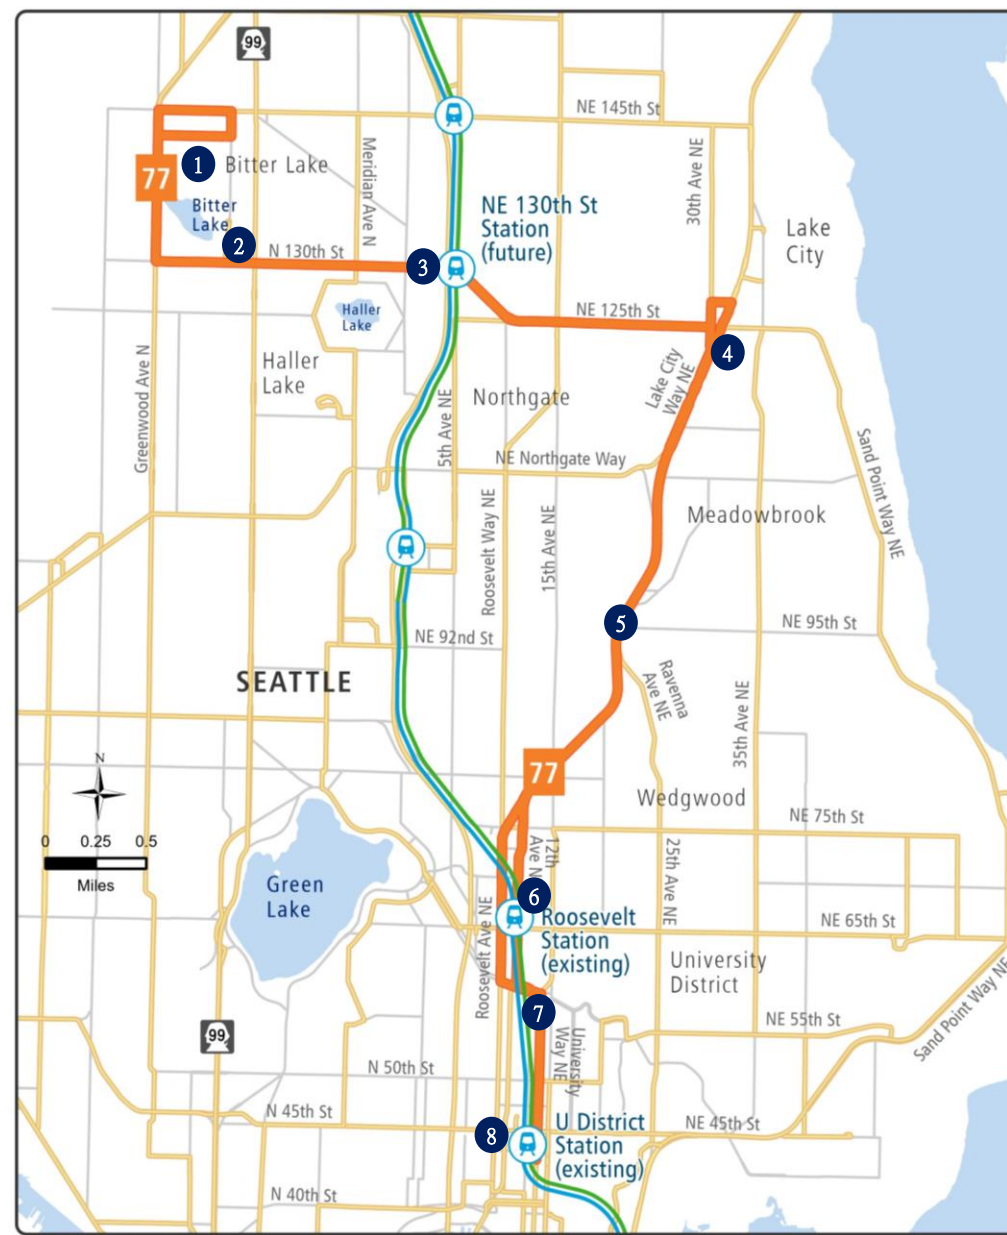 99
NE 145th St
1
Bitter Lake
77
Meridian Ave N
30th Ave NE
Bitter
Lake
NE 130th St
Station
(future)
Lake
City
2
N 130th St
3
Haller
Lake
NE 125th St
4
Haller
Lake
Greenwood Ave N
Lake City
Way NE
Northgate
5th Ave NE
NE Northgate Way
Sand Point Way NE
Roosevelt Way NE
15th Ave NE
Meadowbrook
5
NE 95th St
NE 92nd St
SEATTLE
Ravenna
Ave NE
35th Ave NE
N
77
Wedgwood
0 0.25 0.5
Miles
NE 75th St
12th
Ave N
25th Ave NE
Green
Lake
6
Roosevelt
Station
(existing)
NE 65th St
Roosevelt Ave NE
University
District
7
NE 55th St
Sand Point Way NE
99
University
Way NE
N 50th St
N 45th St
8
U District
Station
(existing)
NE 45th St
N 40th St